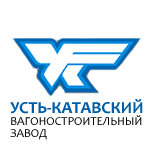 УСТЬ-КАТАВСКИЙ
ВАГОНОСТРОИТЕЛЬНЫЙ
ЗАВОД